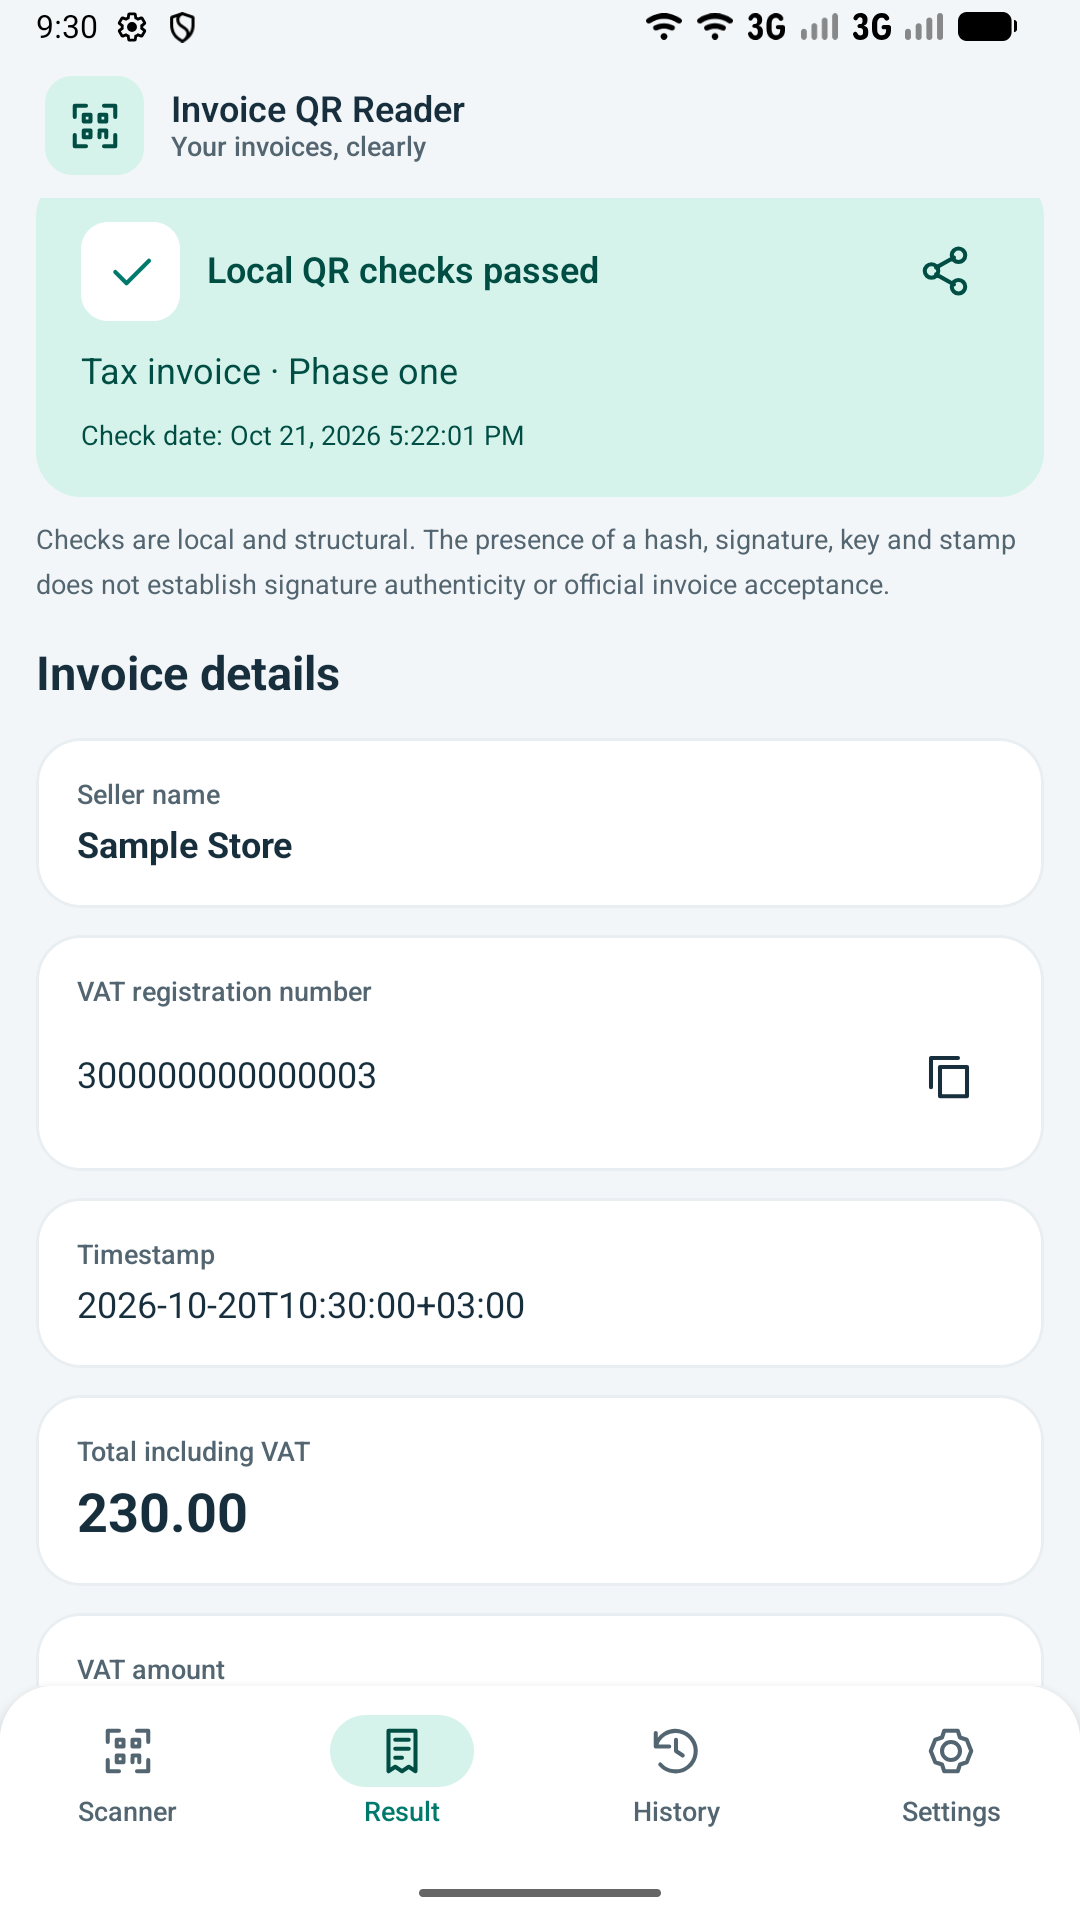 9:30
3G
3G
Invoice QR Reader
Your invoices, clearly
Local QR checks passed
Tax invoice · Phase one
Check date: Oct 21, 2026 5:22:01 PM
Checks are local and structural. The presence of a hash, signature, key and stamp
does not establish signature authenticity or official invoice acceptance.
Invoice details
Seller name
Sample Store
VAT registration number
300000000000003
Timestamp
2026-10-20T10:30:00+03:00
Total including VAT
230.00
VAT amount
Scanner
Result
History
Settings